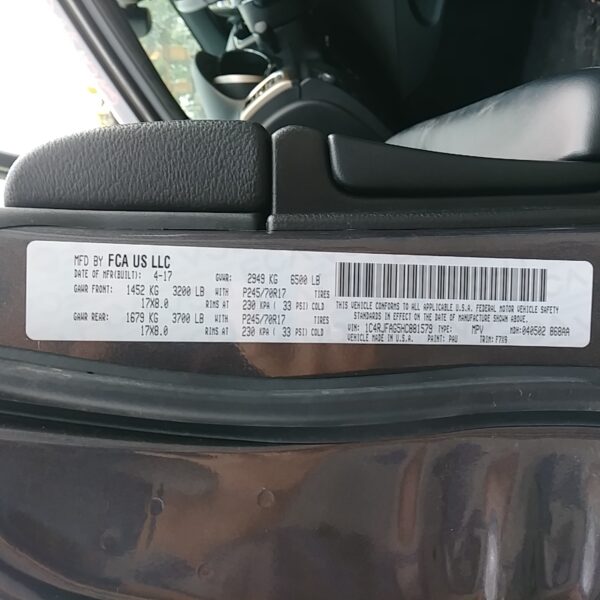 MFD BY FCA US LLC
DATE OF MFR(BUILT): 4-17 GVWR: 2949 KG 6500 LB
GAWR FRONT: 1452 KG 3200 LB WITH P245/70R17 TIRES
17X8.0 RIMS AT 230 KPA ( 33 PSI) COLD
GAWR REAR: 1679 KG 3700 LB WITH P245/70R17 TIRES
17X8.0 RIMS AT 230 KPA ( 33 PSI) COLD
THIS VEHICLE CONFORMS TO ALL APPLICABLE U.S.A. FEDERAL MOTOR VEHICLE SAFETY
STANDARDS IN EFFECT ON THE DATE OF MANUFACTURE SHOWN ABOVE.
VIN: 1C4RJFAG5HC881579 TYPE: MPV MDH: 040502 868AA
VEHICLE MADE IN U.S.A. PAINT: PAU TRIM: F7X9